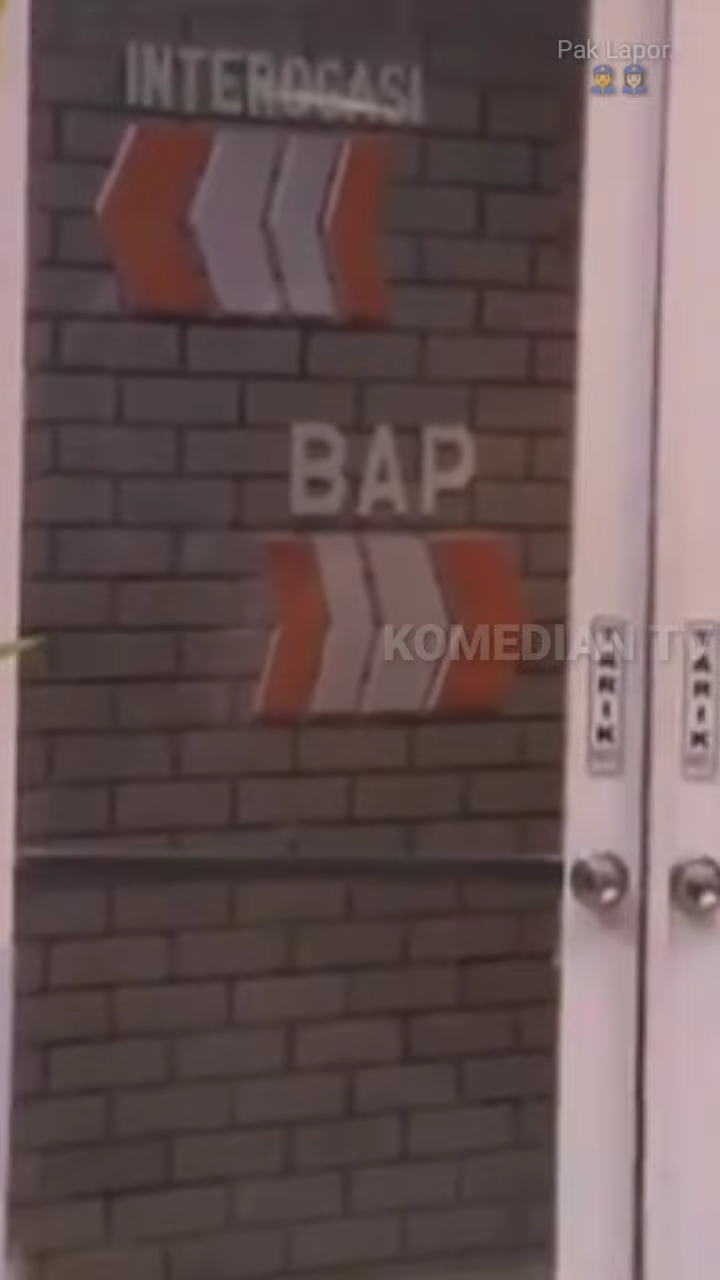 Pak Lapor.
👮👮
INTEROGASI
BAP
KOMEDIAN TV
TARIK
TARIK